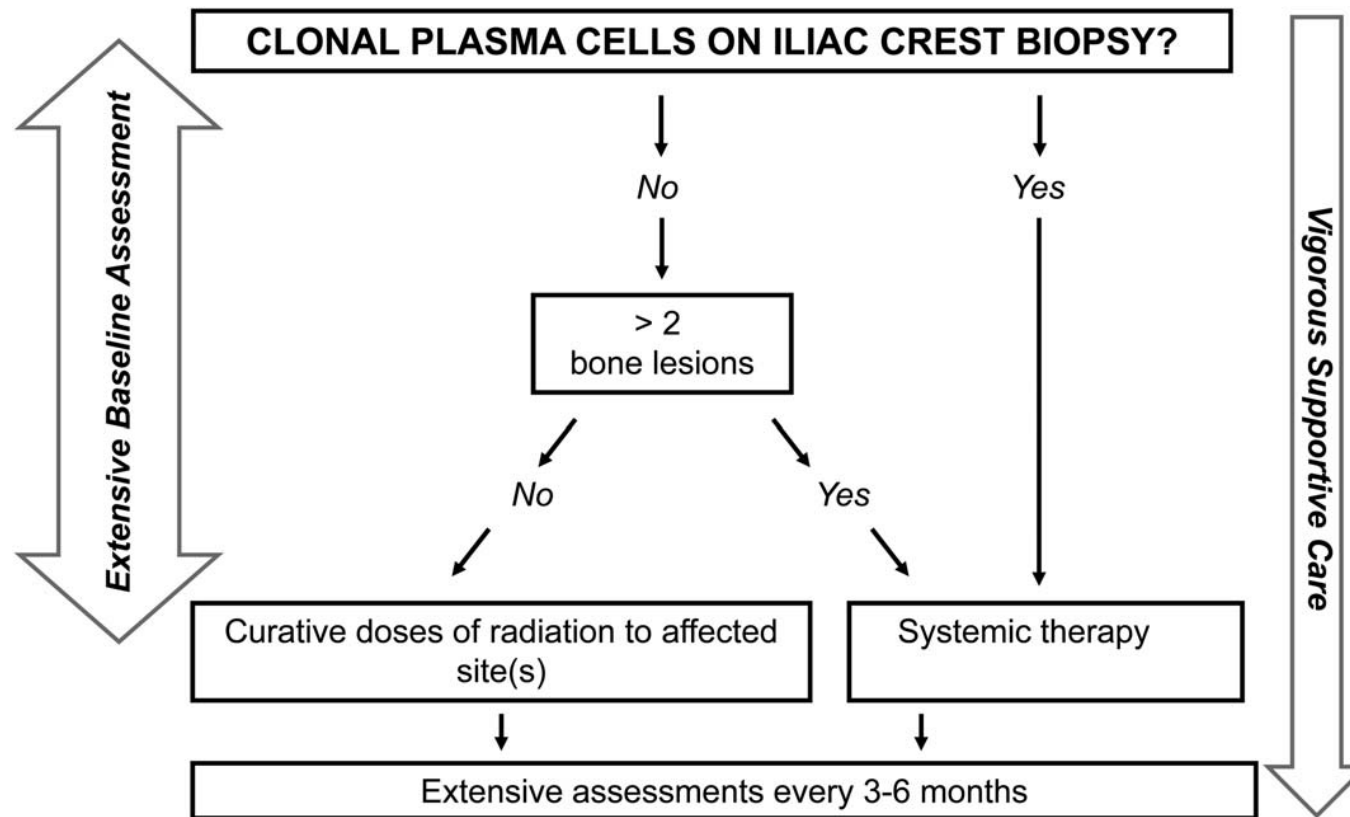 CLONAL PLASMA CELLS ON ILIAC CREST BIOPSY?
Extensive Baseline Assessment
Vigorous Supportive Care
No
Yes
> 2
bone lesions
No
Yes
Curative doses of radiation to affected
site(s)
Systemic therapy
Extensive assessments every 3-6 months